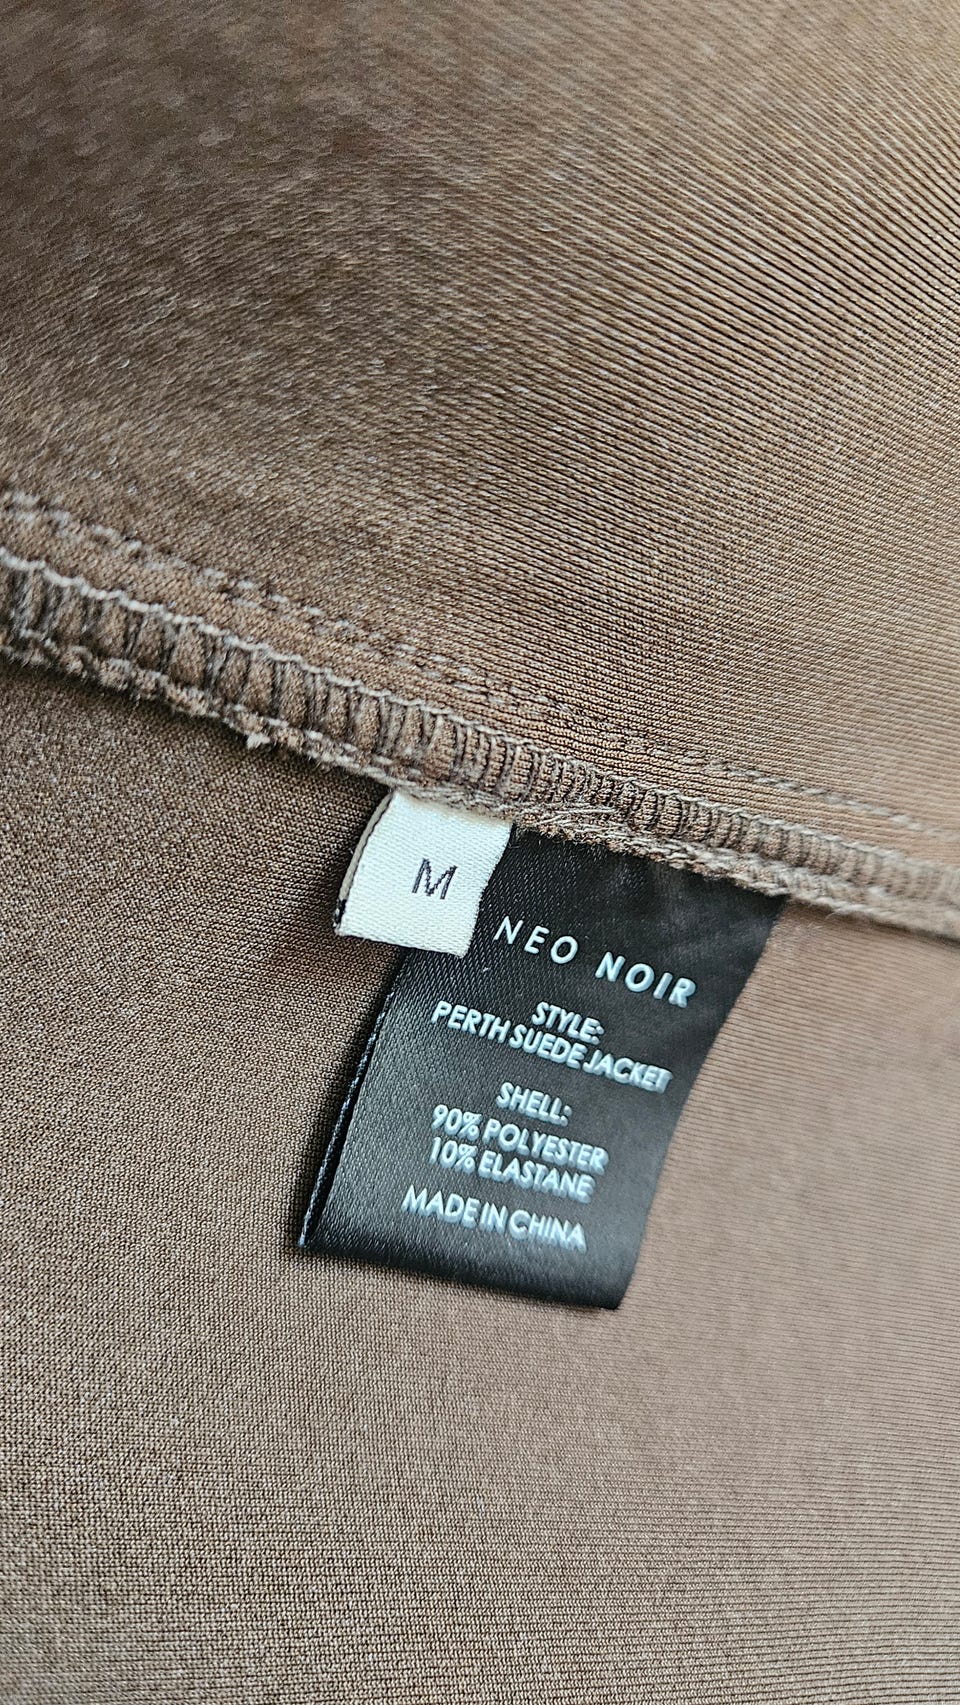 M
NEO NOIR
STYLE:
PERTH SUEDE JACKET
SHELL:
90% POLYESTER
10% ELASTANE
MADE IN CHINA